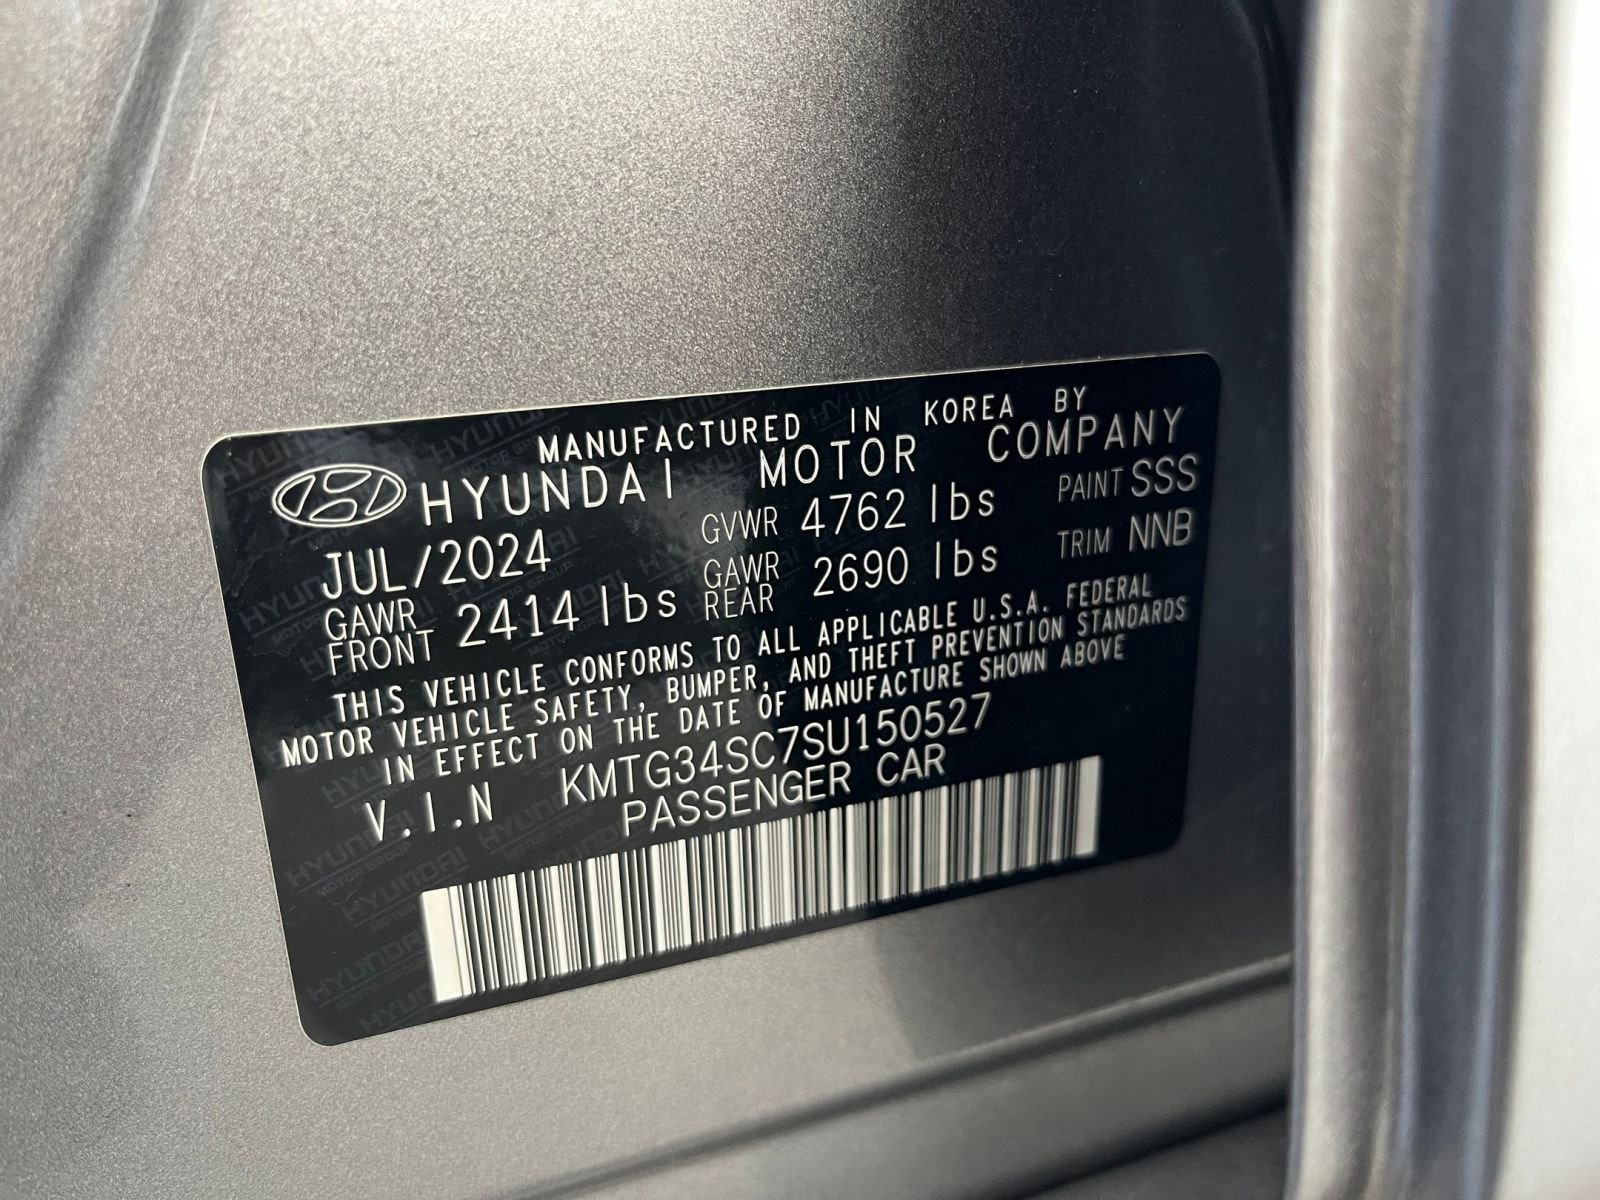 MANUFACTURED IN KOREA BY
HYUNDAI MOTOR COMPANY
JUL/2024 GVWR 4762 lbs PAINT SSS
GAWR FRONT 2414 lbs GAWR REAR 2690 lbs TRIM NNB
THIS VEHICLE CONFORMS TO ALL APPLICABLE U.S.A. FEDERAL
MOTOR VEHICLE SAFETY, BUMPER, AND THEFT PREVENTION STANDARDS
IN EFFECT ON THE DATE OF MANUFACTURE SHOWN ABOVE
V.I.N KMTG34SC7SU150527
PASSENGER CAR